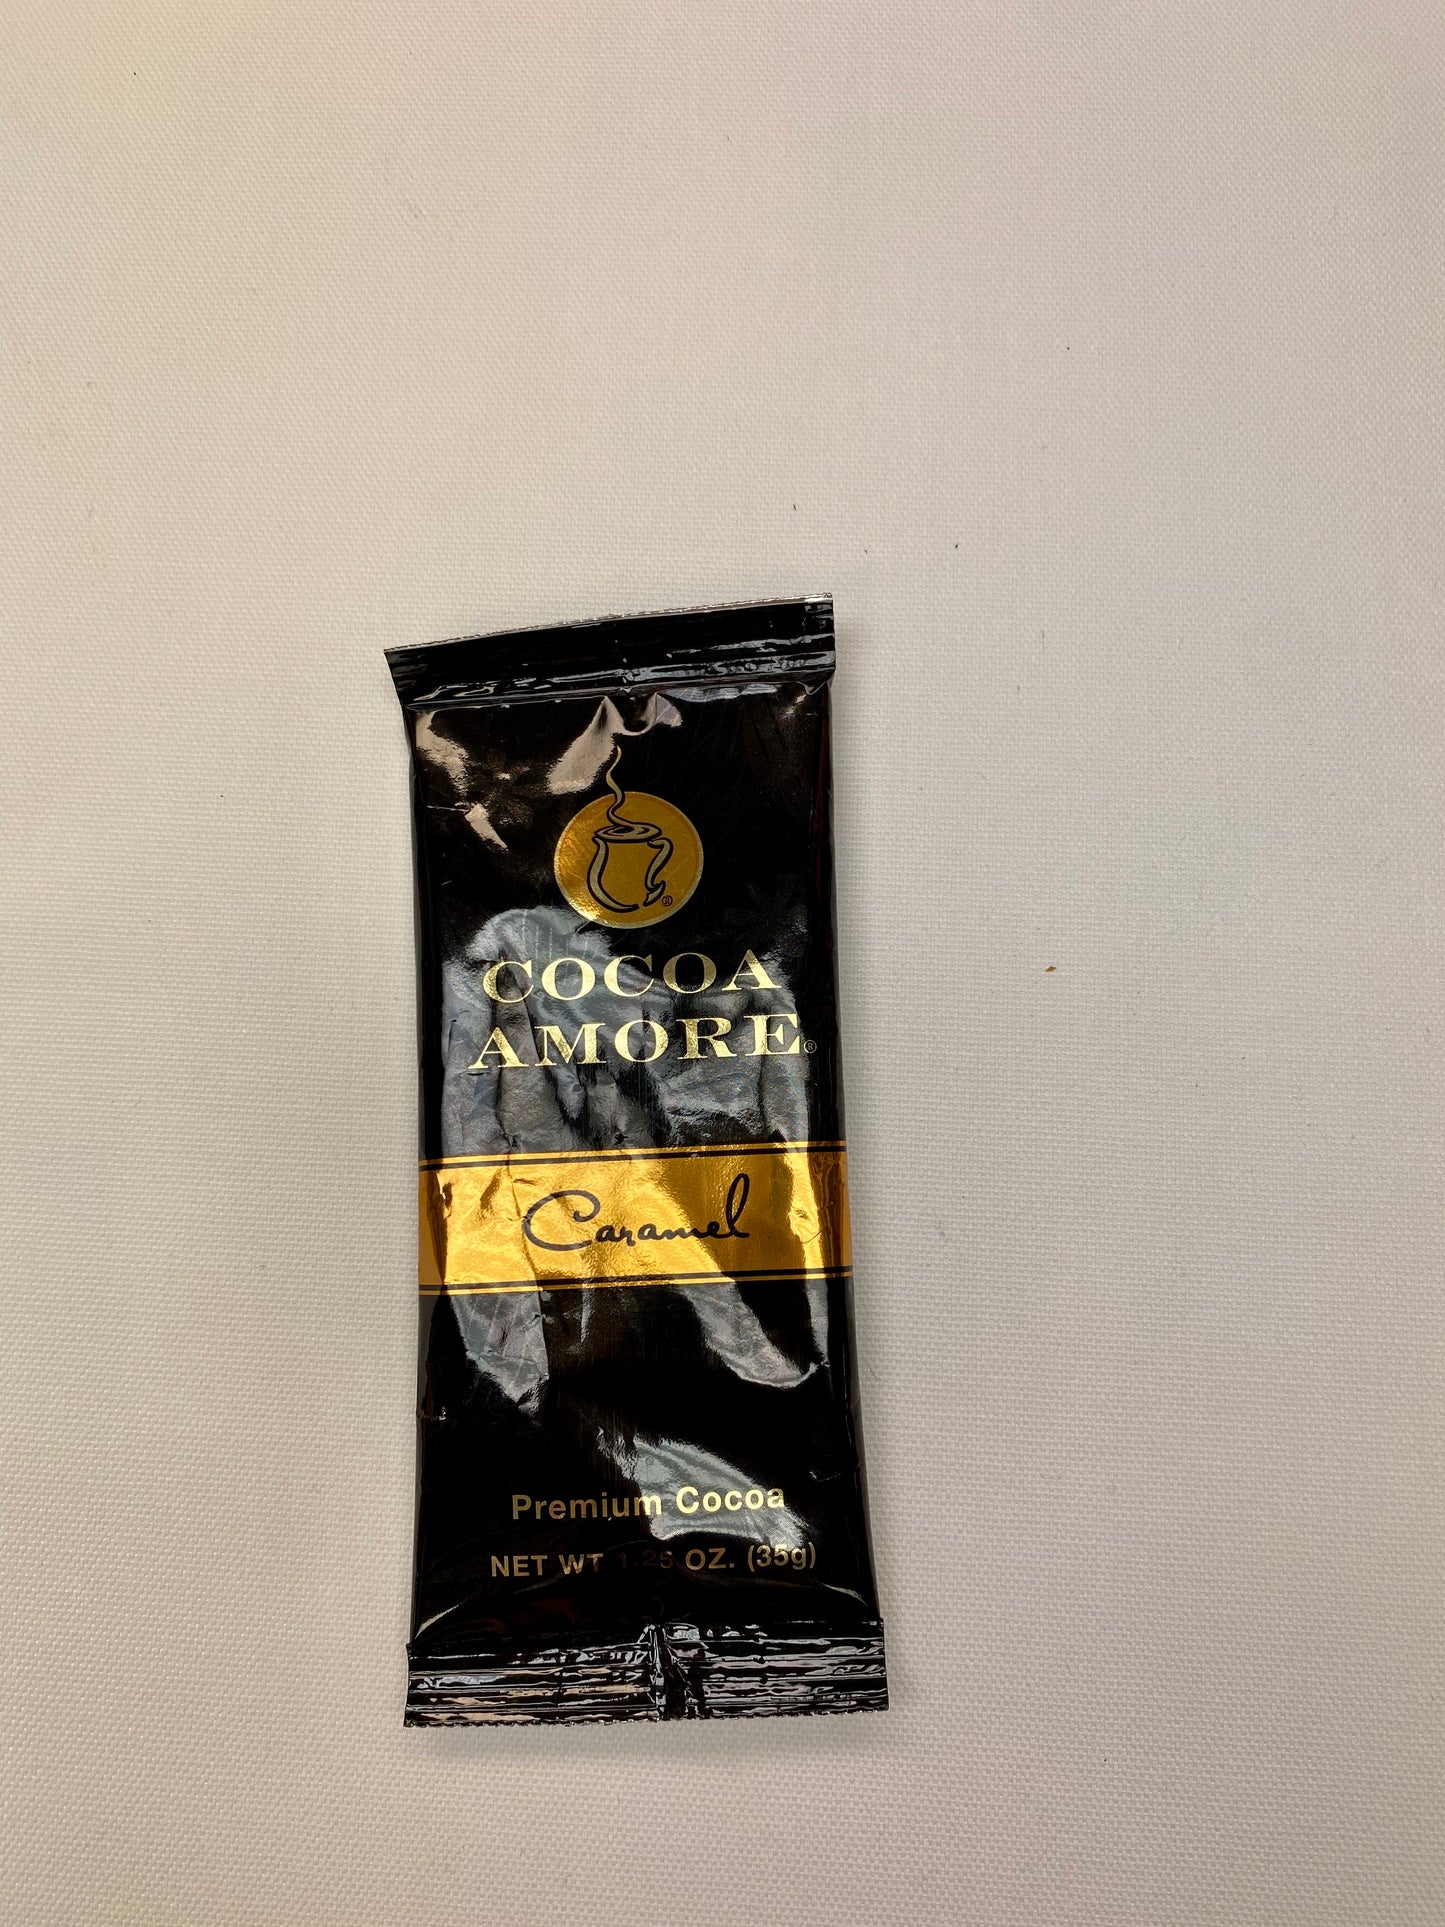 ®
COCOA
AMORE®
Caramel
Premium Cocoa
NET WT 1.25 OZ. (35g)